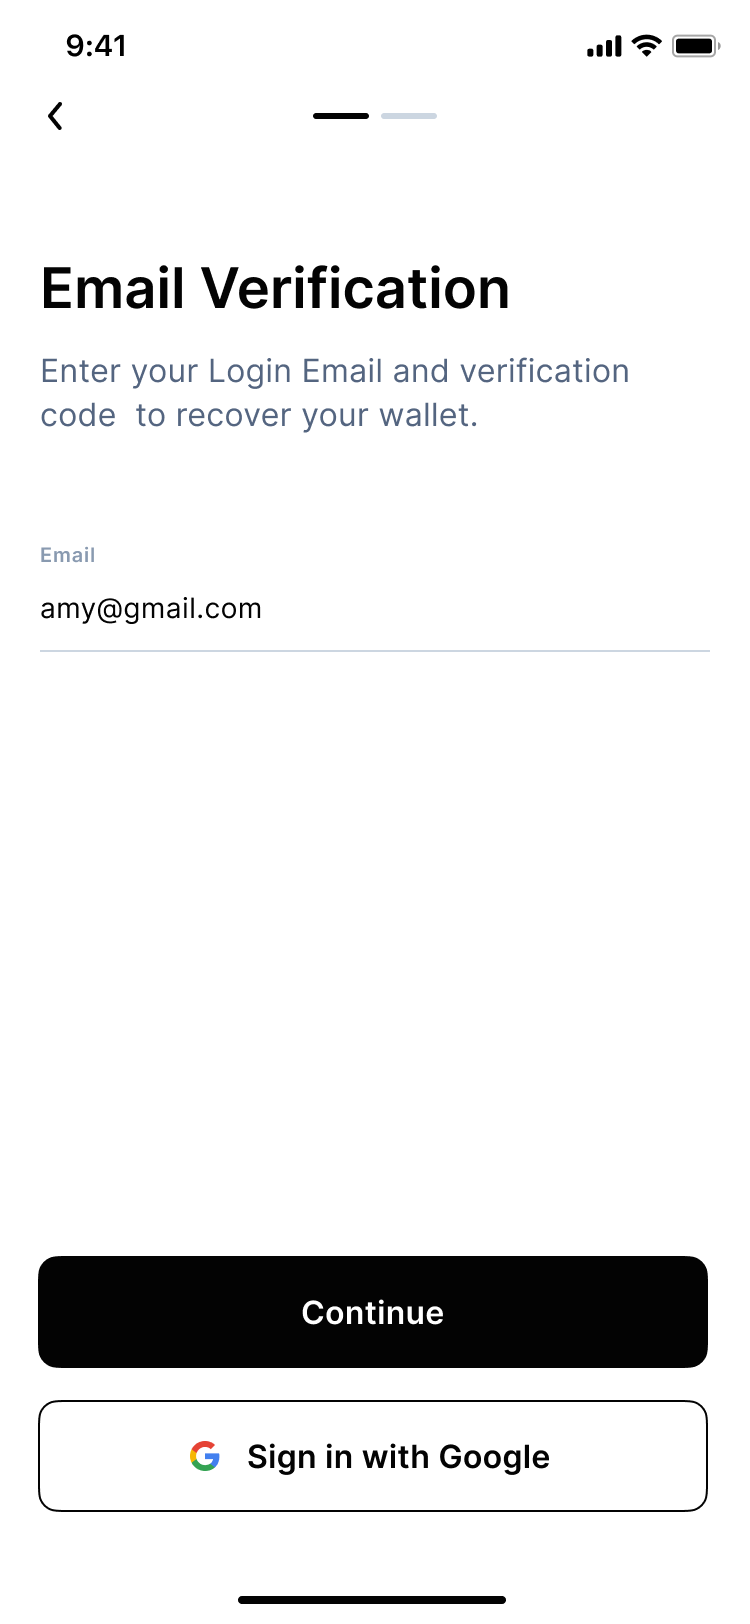 9:41
Email Verification
Enter your Login Email and verification
code  to recover your wallet.
Email
amy@gmail.com
Continue
Sign in with Google